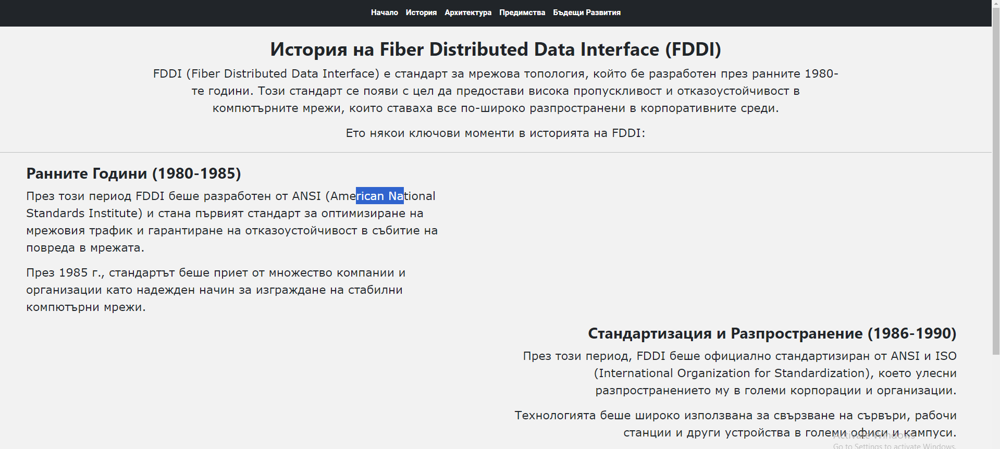 Начало История Архитектура Предимства Бъдещи Развития
История на Fiber Distributed Data Interface (FDDI)
FDDI (Fiber Distributed Data Interface) е стандарт за мрежова топология, който бе разработен през ранните 1980-
те години. Този стандарт се появи с цел да предостави висока пропускливост и отказоустойчивост в
компютърните мрежи, които ставаха все по-широко разпространени в корпоративните среди.
Ето някои ключови моменти в историята на FDDI:
Ранните Години (1980-1985)
През този период FDDI беше разработен от ANSI (American National
Standards Institute) и стана първият стандарт за оптимизиране на
мрежовия трафик и гарантиране на отказоустойчивост в събитие на
повреда в мрежата.
През 1985 г., стандартът беше приет от множество компании и
организации като надежден начин за изграждане на стабилни
компютърни мрежи.
Стандартизация и Разпространение (1986-1990)
През този период, FDDI беше официално стандартизиран от ANSI и ISO
(International Organization for Standardization), което улесни
разпространението му в големи корпорации и организации.
Технологията беше широко използвана за свързване на сървъри, рабочи
станции и други устройства в големи офиси и кампуси.
Activate Windows
Go to Settings to activate Windows.